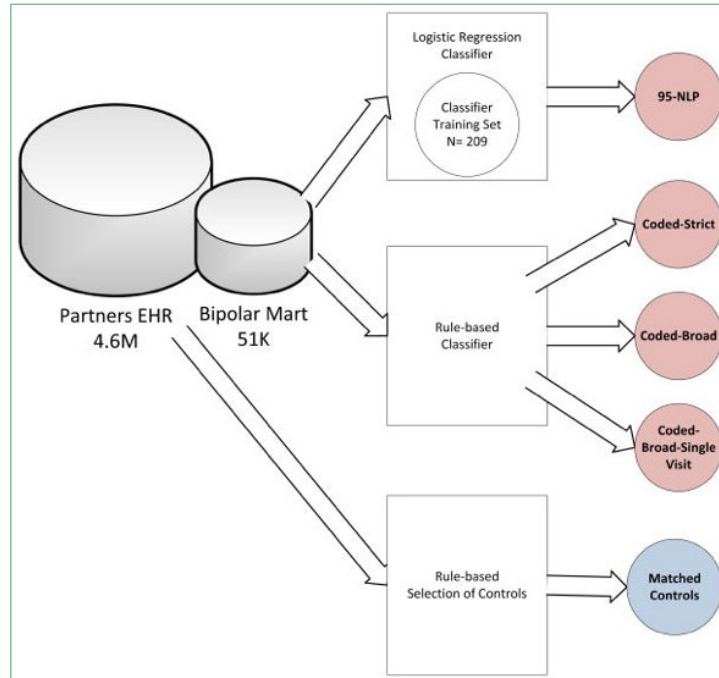 Logistic Regression
Classifier
Classifier
Training Set
N= 209
95-NLP
Partners EHR
4.6M
Bipolar Mart
51K
Rule-based
Classifier
Coded-Strict
Coded-Broad
Coded-
Broad-Single
Visit
Rule-based
Selection of Controls
Matched
Controls